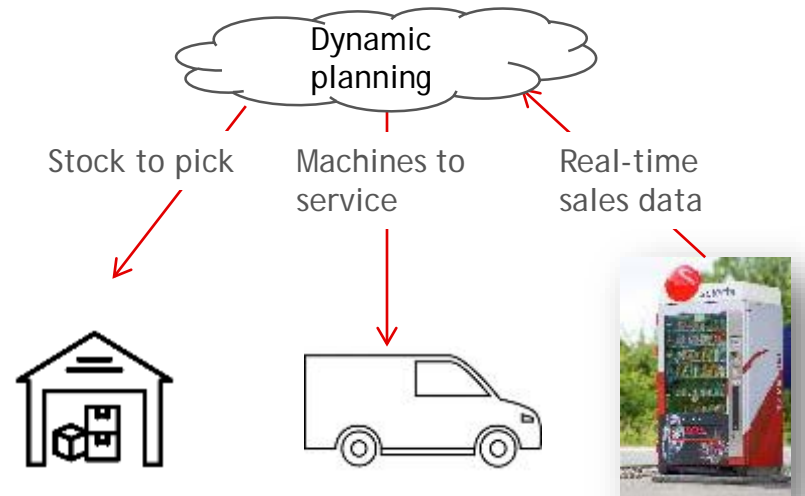 Dynamic
planning
Stock to pick
Machines to
service
Real-time
sales data